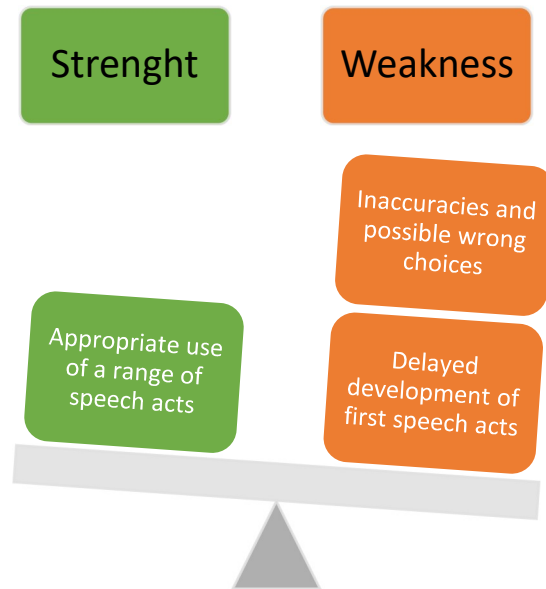 Strenght
Weakness
Inaccuracies and
possible wrong
choices
Appropriate use
of a range of
speech acts
Delayed
development of
first speech acts